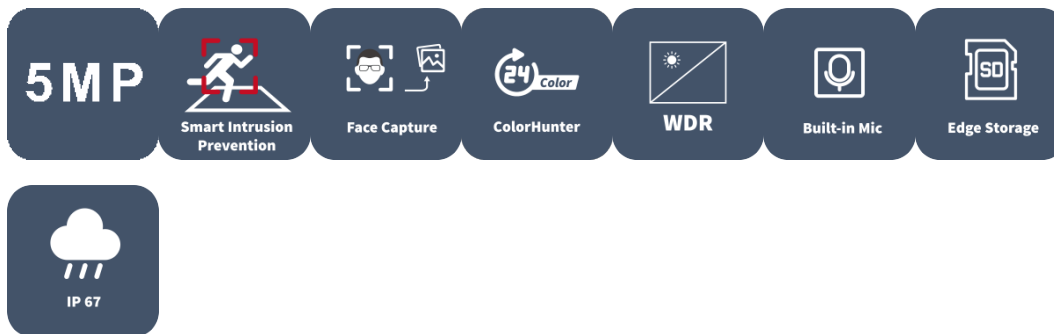 5MP
Smart Intrusion
Prevention
Face Capture
24 Color
ColorHunter
WDR
Built-in Mic
SD
Edge Storage
IP 67